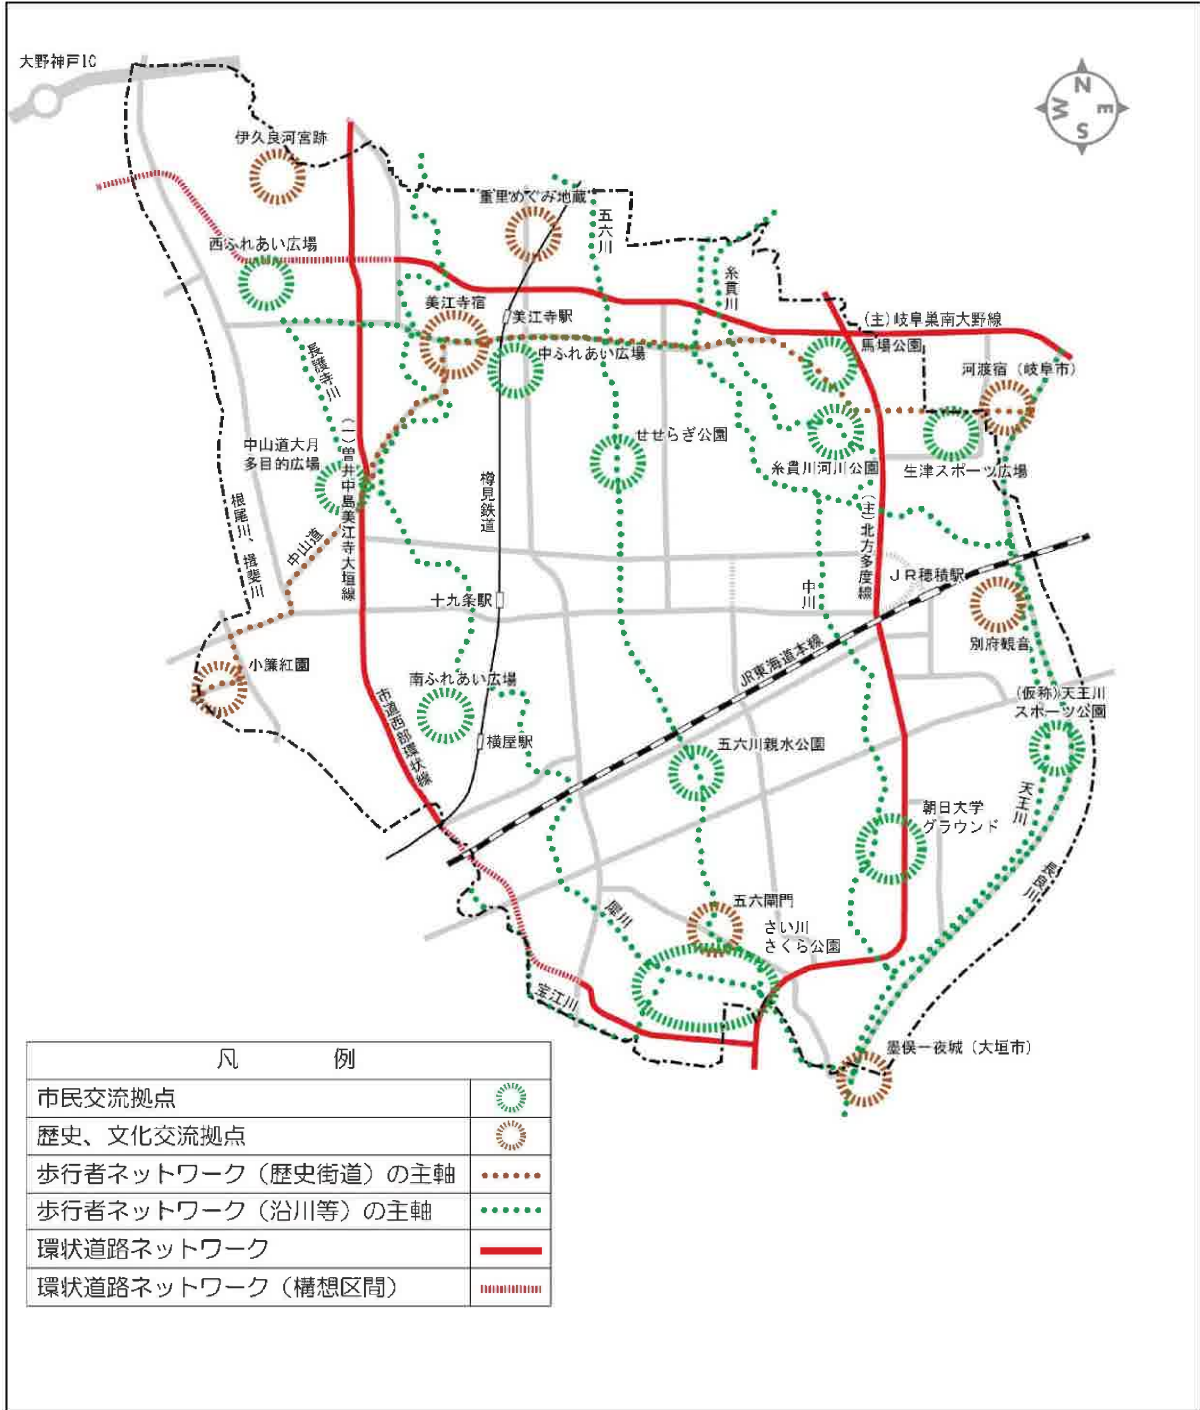 大野神戸IC
N
W
E
S
伊久良河宮跡
重里めぐみ地蔵
五六川
西ふれあい広場
糸貫川
美江寺宿
美江寺駅
(主)岐阜巣南大野線
馬場公園
中ふれあい広場
長護寺川
河渡宿（岐阜市）
中山道大月
多目的広場
せせらぎ公園
糸貫川河川公園
生津スポーツ広場
(一)曽井中島美江寺大垣線
樽見鉄道
根尾川、揖斐川
中山道
(主)北方多度線
JR穂積駅
十九条駅
中川
別府観音
小簾紅園
JR東海道本線
南ふれあい広場
市道西部環状線
(仮称)天王川
スポーツ公園
横屋駅
五六川親水公園
天王川
朝日大学
グラウンド
長良川
五六閘門
犀川
さい川
さくら公園
宝江川
墨俣一夜城（大垣市）
凡　例
市民交流拠点
歴史、文化交流拠点
歩行者ネットワーク（歴史街道）の主軸
歩行者ネットワーク（沿川等）の主軸
環状道路ネットワーク
環状道路ネットワーク（構想区間）